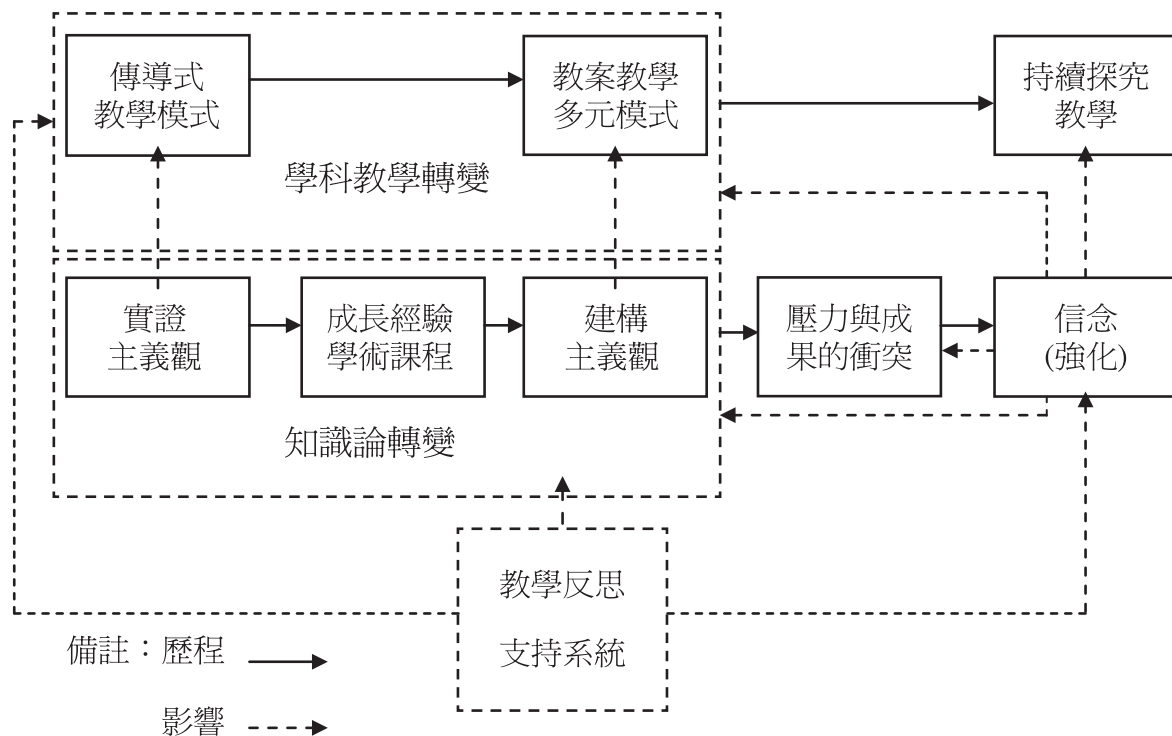 傳導式
教學模式
教案教學
多元模式
持續探究
教學
學科教學轉變
實證
主義觀
成長經驗
學術課程
建構
主義觀
壓力與成
果的衝突
信念
(強化)
知識論轉變
教學反思
支持系統
備註：歷程
影響